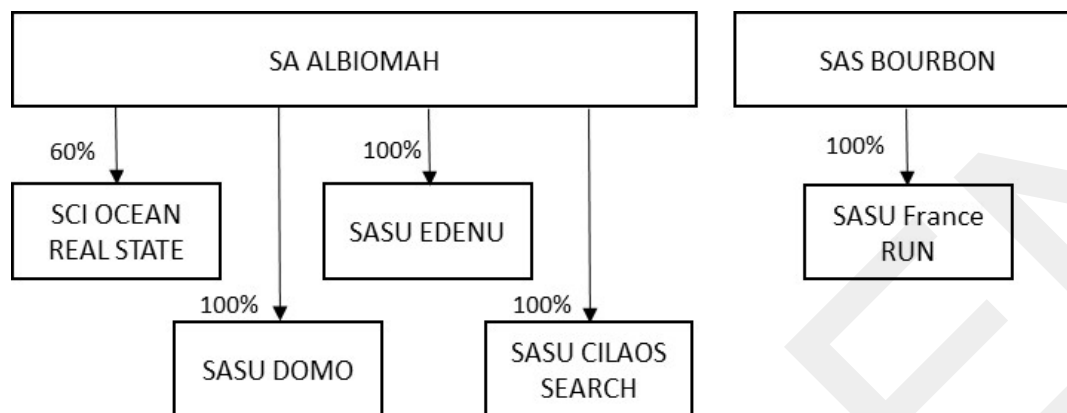 SA ALBIOMAH
SAS BOURBON
60%
100%
100%
SCI OCEAN
REAL STATE
SASU EDENU
SASU France
RUN
100%
100%
SASU DOMO
SASU CILAOS
SEARCH